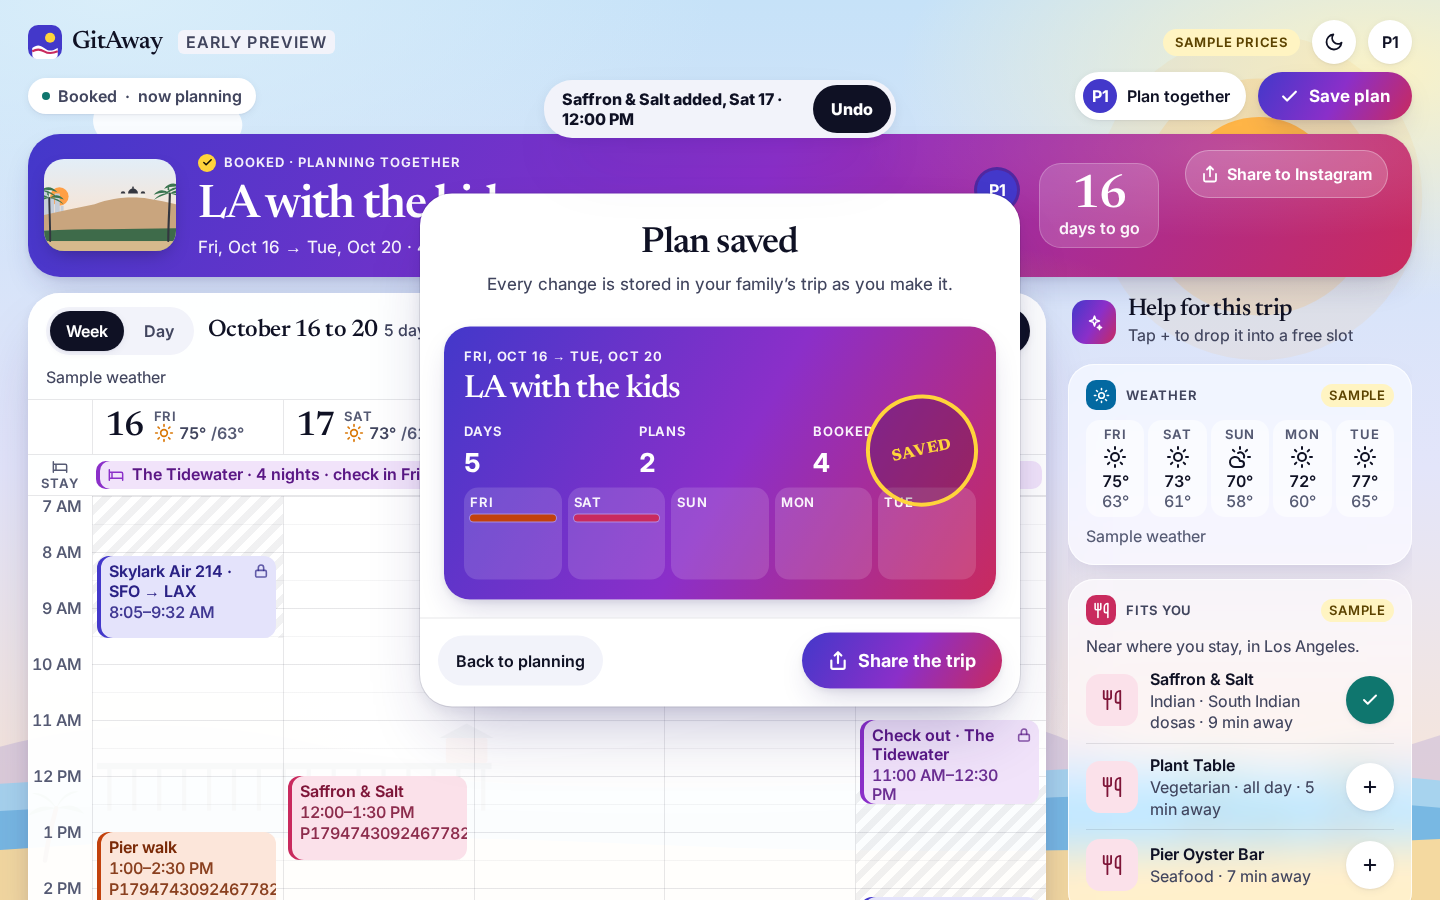 GitAway
EARLY PREVIEW
SAMPLE PRICES
P1
Booked · now planning
Saffron & Salt added, Sat 17 ·
12:00 PM
Undo
P1
Plan together
Save plan
BOOKED · PLANNING TOGETHER
LA with the kids
Fri, Oct 16 → Tue, Oct 20 ·
P1
16
days to go
Share to Instagram
Plan saved
Every change is stored in your family’s trip as you make it.
FRI, OCT 16 → TUE, OCT 20
LA with the kids
DAYS
5
PLANS
2
BOOKED
4
SAVED
FRI
SAT
SUN
MON
TUE
Back to planning
Share the trip
Week
Day
October 16 to 20
5 day
Sample weather
16
FRI
75° /63°
17
SAT
73° /61
STAY
The Tidewater · 4 nights · check in Fri
7 AM
8 AM
9 AM
10 AM
11 AM
12 PM
1 PM
2 PM
Skylark Air 214 ·
SFO → LAX
8:05–9:32 AM
Pier walk
1:00–2:30 PM
P1794743092467782
Saffron & Salt
12:00–1:30 PM
P1794743092467782
Check out · The
Tidewater
11:00 AM–12:30
PM
Help for this trip
Tap + to drop it into a free slot
WEATHER
SAMPLE
FRI
75°
63°
SAT
73°
61°
SUN
70°
58°
MON
72°
60°
TUE
77°
65°
Sample weather
FITS YOU
SAMPLE
Near where you stay, in Los Angeles.
Saffron & Salt
Indian · South Indian
dosas · 9 min away
Plant Table
Vegetarian · all day · 5
min away
Pier Oyster Bar
Seafood · 7 min away